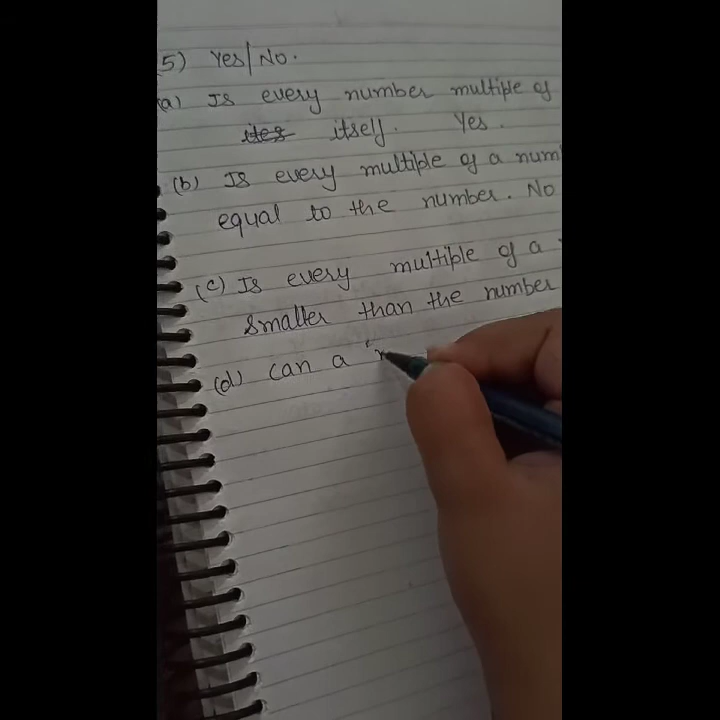 5) Yes/No.
(a) Is every number multiple of
itself. Yes.
(b) Is every multiple of a num
equal to the number. No
(c) Is every multiple of a
smaller than the number
(d) Can a